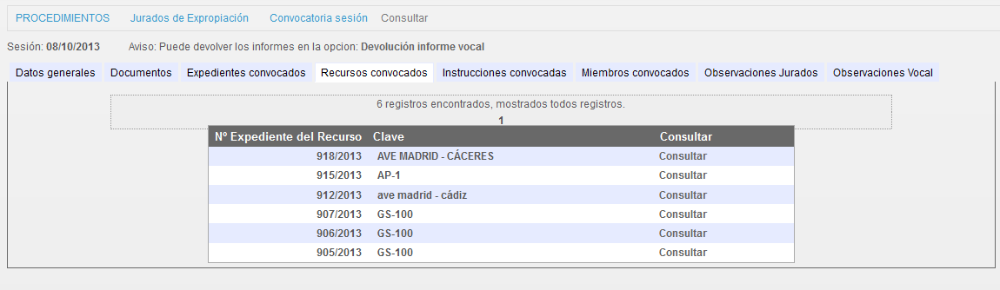 PROCEDIMIENTOS Jurados de Expropiación Convocatoria sesión Consultar
Sesión: 08/10/2013 Aviso: Puede devolver los informes en la opcion: Devolución informe vocal
Datos generales Documentos Expedientes convocados Recursos convocados Instrucciones convocadas Miembros convocados Observaciones Jurados Observaciones Vocal
6 registros encontrados, mostrados todos registros.
1
Nº Expediente del Recurso Clave Consultar
918/2013 AVE MADRID - CÁCERES Consultar
915/2013 AP-1 Consultar
912/2013 ave madrid - cádiz Consultar
907/2013 GS-100 Consultar
906/2013 GS-100 Consultar
905/2013 GS-100 Consultar